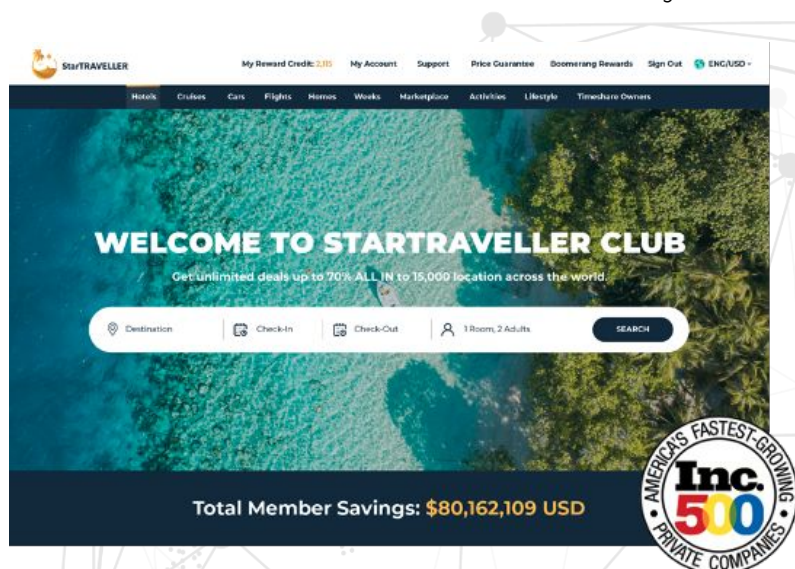 StarTRAVELLER
My Reward Credit: 2,115 My Account Support Price Guarantee Boomerang Rewards Sign Out ENG/USD
Hotels Cruises Cars Flights Homes Weeks Marketplace Activities Lifestyle Timeshare Owners
WELCOME TO STARTRAVELLER CLUB
Get unlimited deals up to 70% ALL IN to 15,000 location across the world.
Destination Check-In Check-Out 1 Room, 2 Adults SEARCH
Total Member Savings: $80,162,109 USD
AMERICA'S FASTEST-GROWING
Inc.
500
PRIVATE COMPANIES